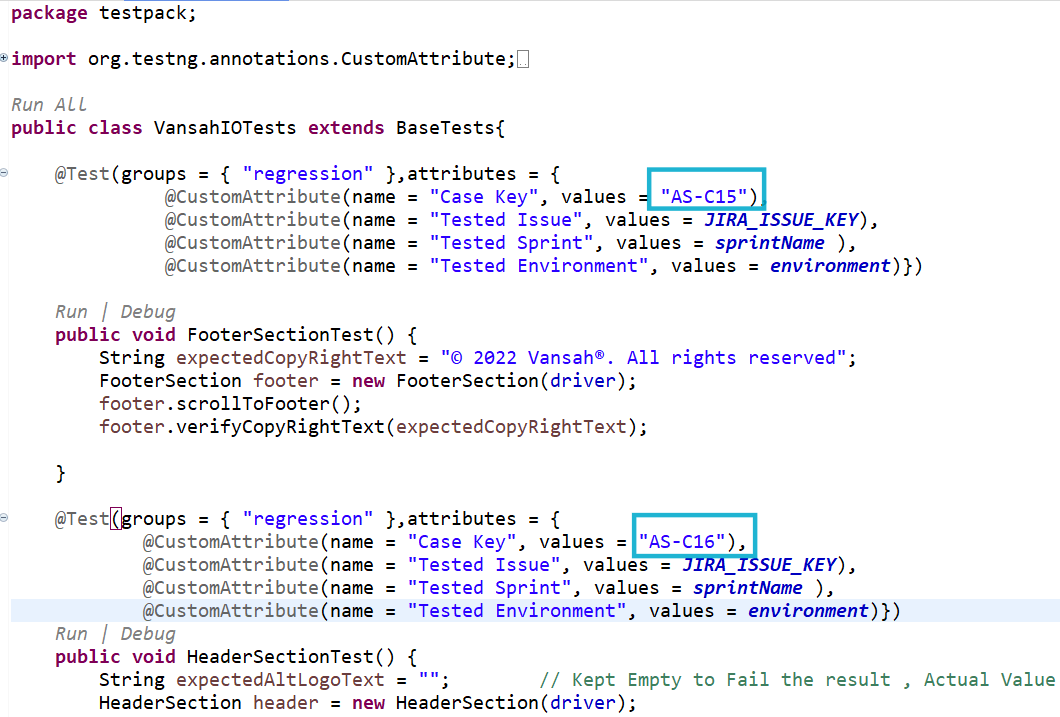 package testpack;
import org.testng.annotations.CustomAttribute;
Run All
public class VansahIOTests extends BaseTests{
@Test(groups = { "regression" },attributes = {
@CustomAttribute(name = "Case Key", values = "AS-C15"),
@CustomAttribute(name = "Tested Issue", values = JIRA_ISSUE_KEY),
@CustomAttribute(name = "Tested Sprint", values = sprintName ),
@CustomAttribute(name = "Tested Environment", values = environment)})
Run | Debug
public void FooterSectionTest() {
String expectedCopyRightText = "© 2022 Vansah®. All rights reserved";
FooterSection footer = new FooterSection(driver);
footer.scrollToFooter();
footer.verifyCopyRightText(expectedCopyRightText);
}
@Test(groups = { "regression" },attributes = {
@CustomAttribute(name = "Case Key", values = "AS-C16"),
@CustomAttribute(name = "Tested Issue", values = JIRA_ISSUE_KEY),
@CustomAttribute(name = "Tested Sprint", values = sprintName ),
@CustomAttribute(name = "Tested Environment", values = environment)})
Run | Debug
public void HeaderSectionTest() {
String expectedAltLogoText = ""; // Kept Empty to Fail the result , Actual Value
HeaderSection header = new HeaderSection(driver);